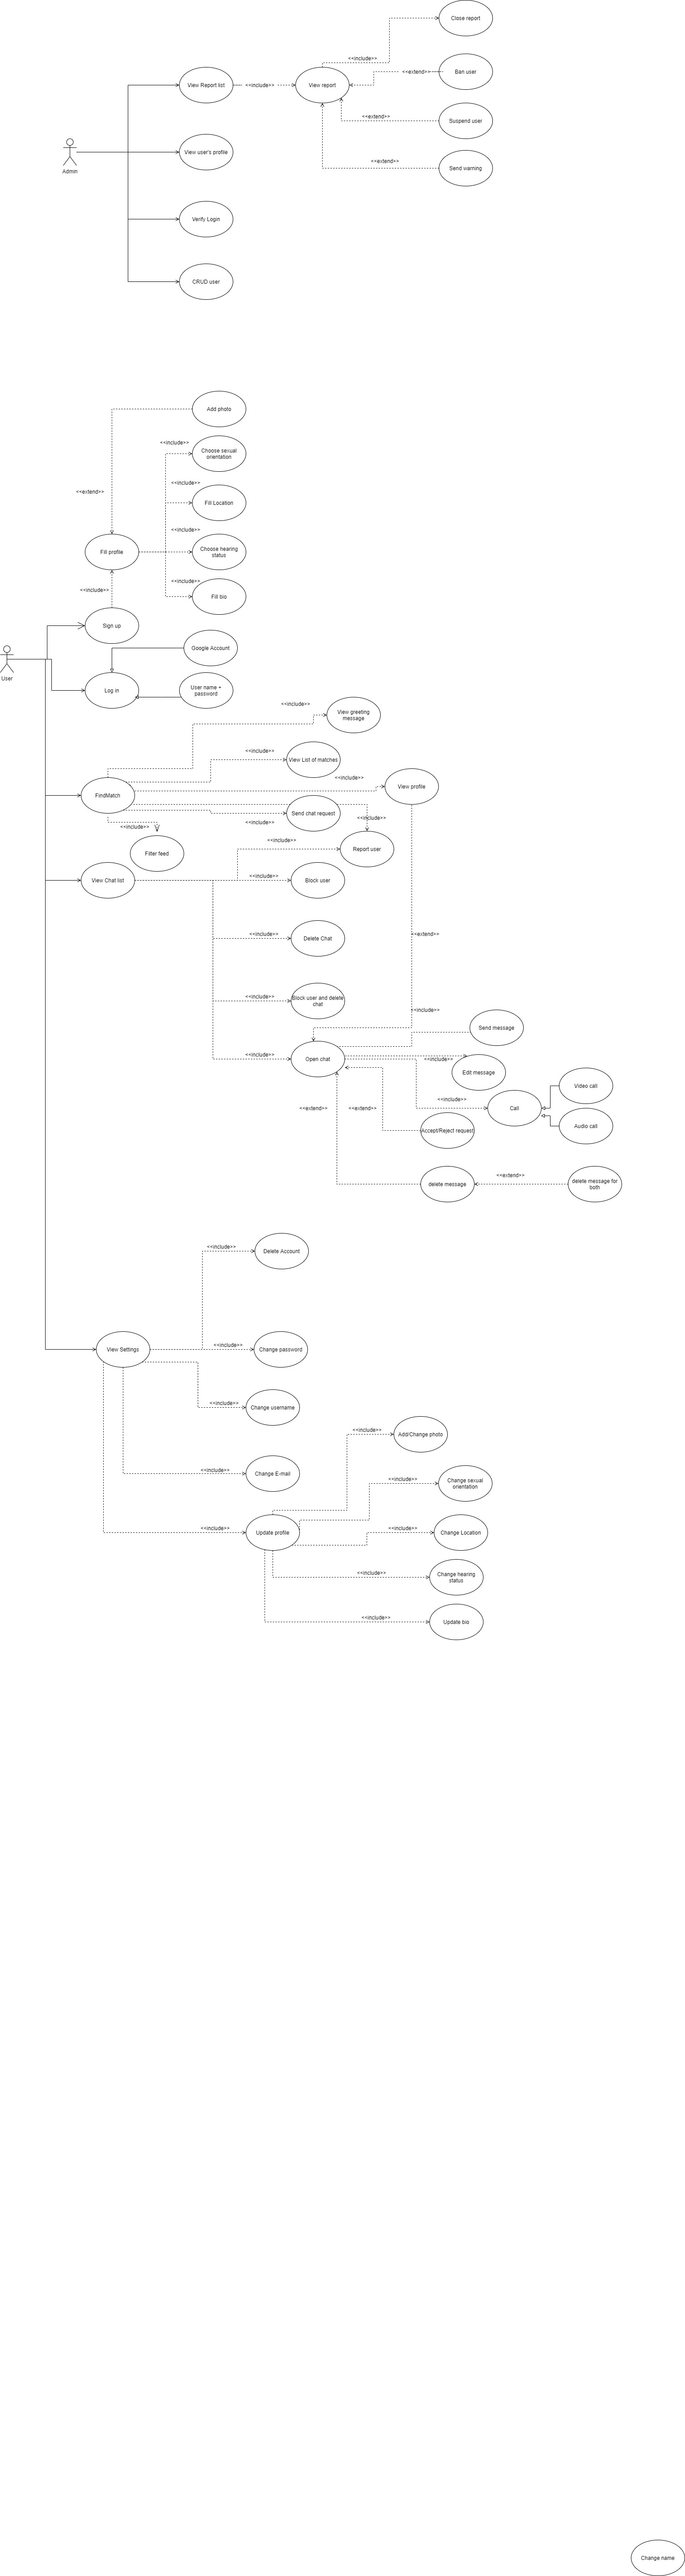 Close report
<<include>>
<<extend>>
Ban user
View Report list
<<include>>
View report
<<extend>>
Suspend user
View user's profile
<<extend>>
Send warning
Admin
Verify Login
CRUD user
Add photo
<<include>>
Choose sexual
orientation
<<include>>
<<extend>>
Fill Location
<<include>>
Fill profile
Choose hearing
status
<<include>>
<<include>>
Fill bio
Sign up
Google Account
User
Log in
User name +
password
<<include>>
View greeting
message
<<include>>
View List of matches
<<include>>
View profile
FindMatch
Send chat request
<<include>>
<<include>>
<<include>>
<<include>>
Report user
Filter feed
View Chat list
<<include>>
Block user
<<include>>
Delete Chat
<<extend>>
<<include>>
Block user and delete
chat
<<include>>
Send message
<<include>>
Open chat
<<include>>
Edit message
Video call
<<include>>
Call
<<extend>>
<<extend>>
Audio call
Accept/Reject request
<<extend>>
delete message
delete message for
both
<<include>>
Delete Account
<<include>>
View Settings
Change password
<<include>>
Change username
<<include>>
Add/Change photo
<<include>>
Change E-mail
<<include>>
Change sexual
orientation
<<include>>
Update profile
<<include>>
Change Location
<<include>>
Change hearing
status
<<include>>
Update bio
Change name